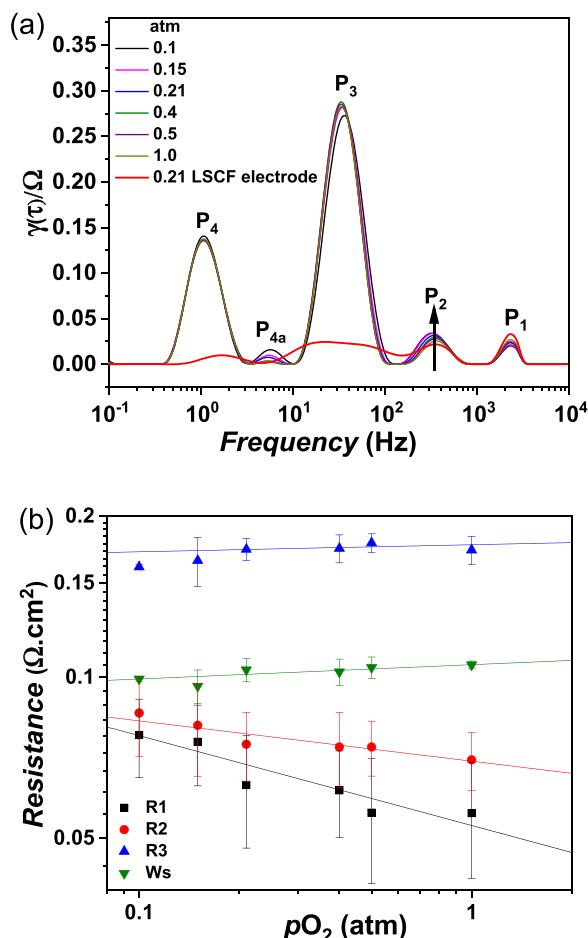 (a)
atm
0.1
0.15
0.21
0.4
0.5
1.0
0.21 LSCF electrode
P4
P4a
P3
P2
P1
γ(τ)/Ω
0.35
0.30
0.25
0.20
0.15
0.10
0.05
0.00
10-1 100 101 102 103 104
Frequency (Hz)
(b)
Resistance (Ω.cm2)
0.2
0.15
0.1
0.05
R1
R2
R3
Ws
0.1 1
pO2 (atm)